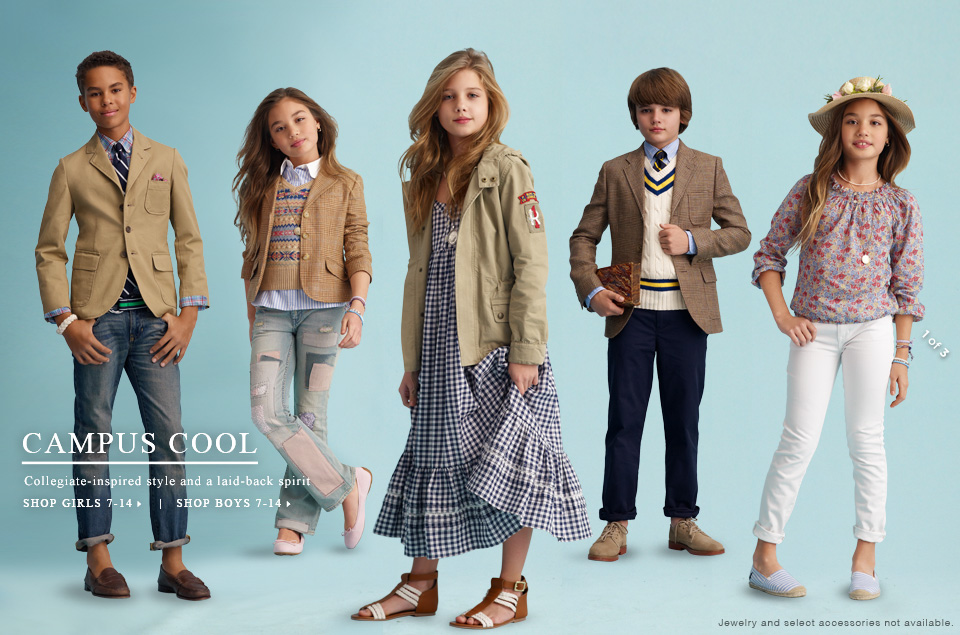 CAMPUS COOL
Collegiate-inspired style and a laid-back spirit
SHOP GIRLS 7-14 | SHOP BOYS 7-14
1 of 3
Jewelry and select accessories not available.